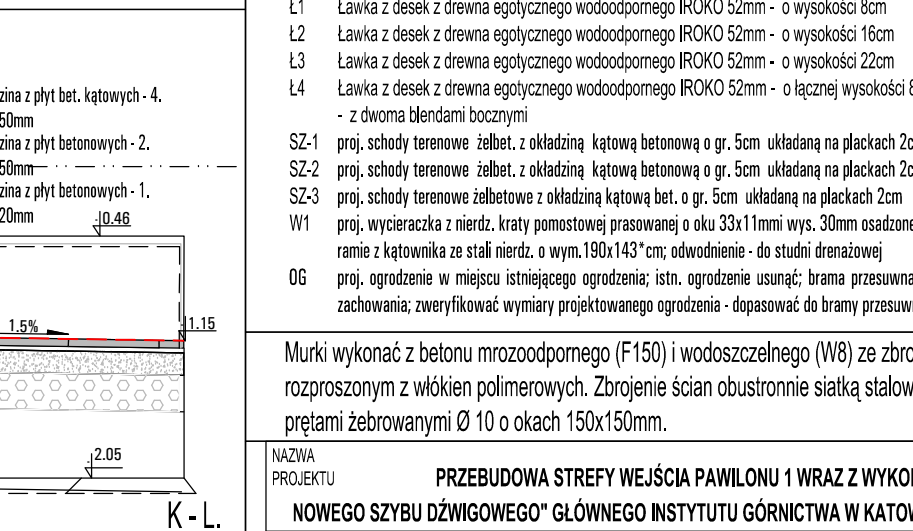 zina z płyt bet. kątowych - 4.
50mm
zina z płyt betonowych - 2.
50mm
zina z płyt betonowych - 1.
20mm
0.46
1.5%
1.15
2.05
K - L.
Ł1 Ławka z desek z drewna egotycznego wodoodpornego IROKO 52mm - o wysokości 8cm
Ł2 Ławka z desek z drewna egotycznego wodoodpornego IROKO 52mm - o wysokości 16cm
Ł3 Ławka z desek z drewna egotycznego wodoodpornego IROKO 52mm - o wysokości 22cm
Ł4 Ławka z desek z drewna egotycznego wodoodpornego IROKO 52mm - o łącznej wysokości 8
- z dwoma blendami bocznymi
SZ-1 proj. schody terenowe żelbet. z okładziną kątową betonową o gr. 5cm układaną na plackach 2c
SZ-2 proj. schody terenowe żelbet. z okładziną kątową betonową o gr. 5cm układaną na plackach 2c
SZ-3 proj. schody terenowe żelbetowe z okładziną kątową bet. o gr. 5cm układaną na plackach 2cm
W1 proj. wycieraczka z nierdz. kraty pomostowej prasowanej o oku 33x11mmi wys. 30mm osadzone
ramie z kątownika ze stali nierdz. o wym.190x143*cm; odwodnienie - do studni drenażowej
OG proj. ogrodzenie w miejscu istniejącego ogrodzenia; istn. ogrodzenie usunąć; brama przesuwna
zachowania; zweryfikować wymiary projektowanego ogrodzenia - dopasować do bramy przesuw
Murki wykonać z betonu mrozoodpornego (F150) i wodoszczelnego (W8) ze zbro
rozproszonym z włókien polimerowych. Zbrojenie ścian obustronnie siatką stalow
prętami żebrowanymi Ø 10 o okach 150x150mm.
NAZWA
PROJEKTU
PRZEBUDOWA STREFY WEJŚCIA PAWILONU 1 WRAZ Z WYKO
NOWEGO SZYBU DŹWIGOWEGO" GŁÓWNEGO INSTYTUTU GÓRNICTWA W KATO